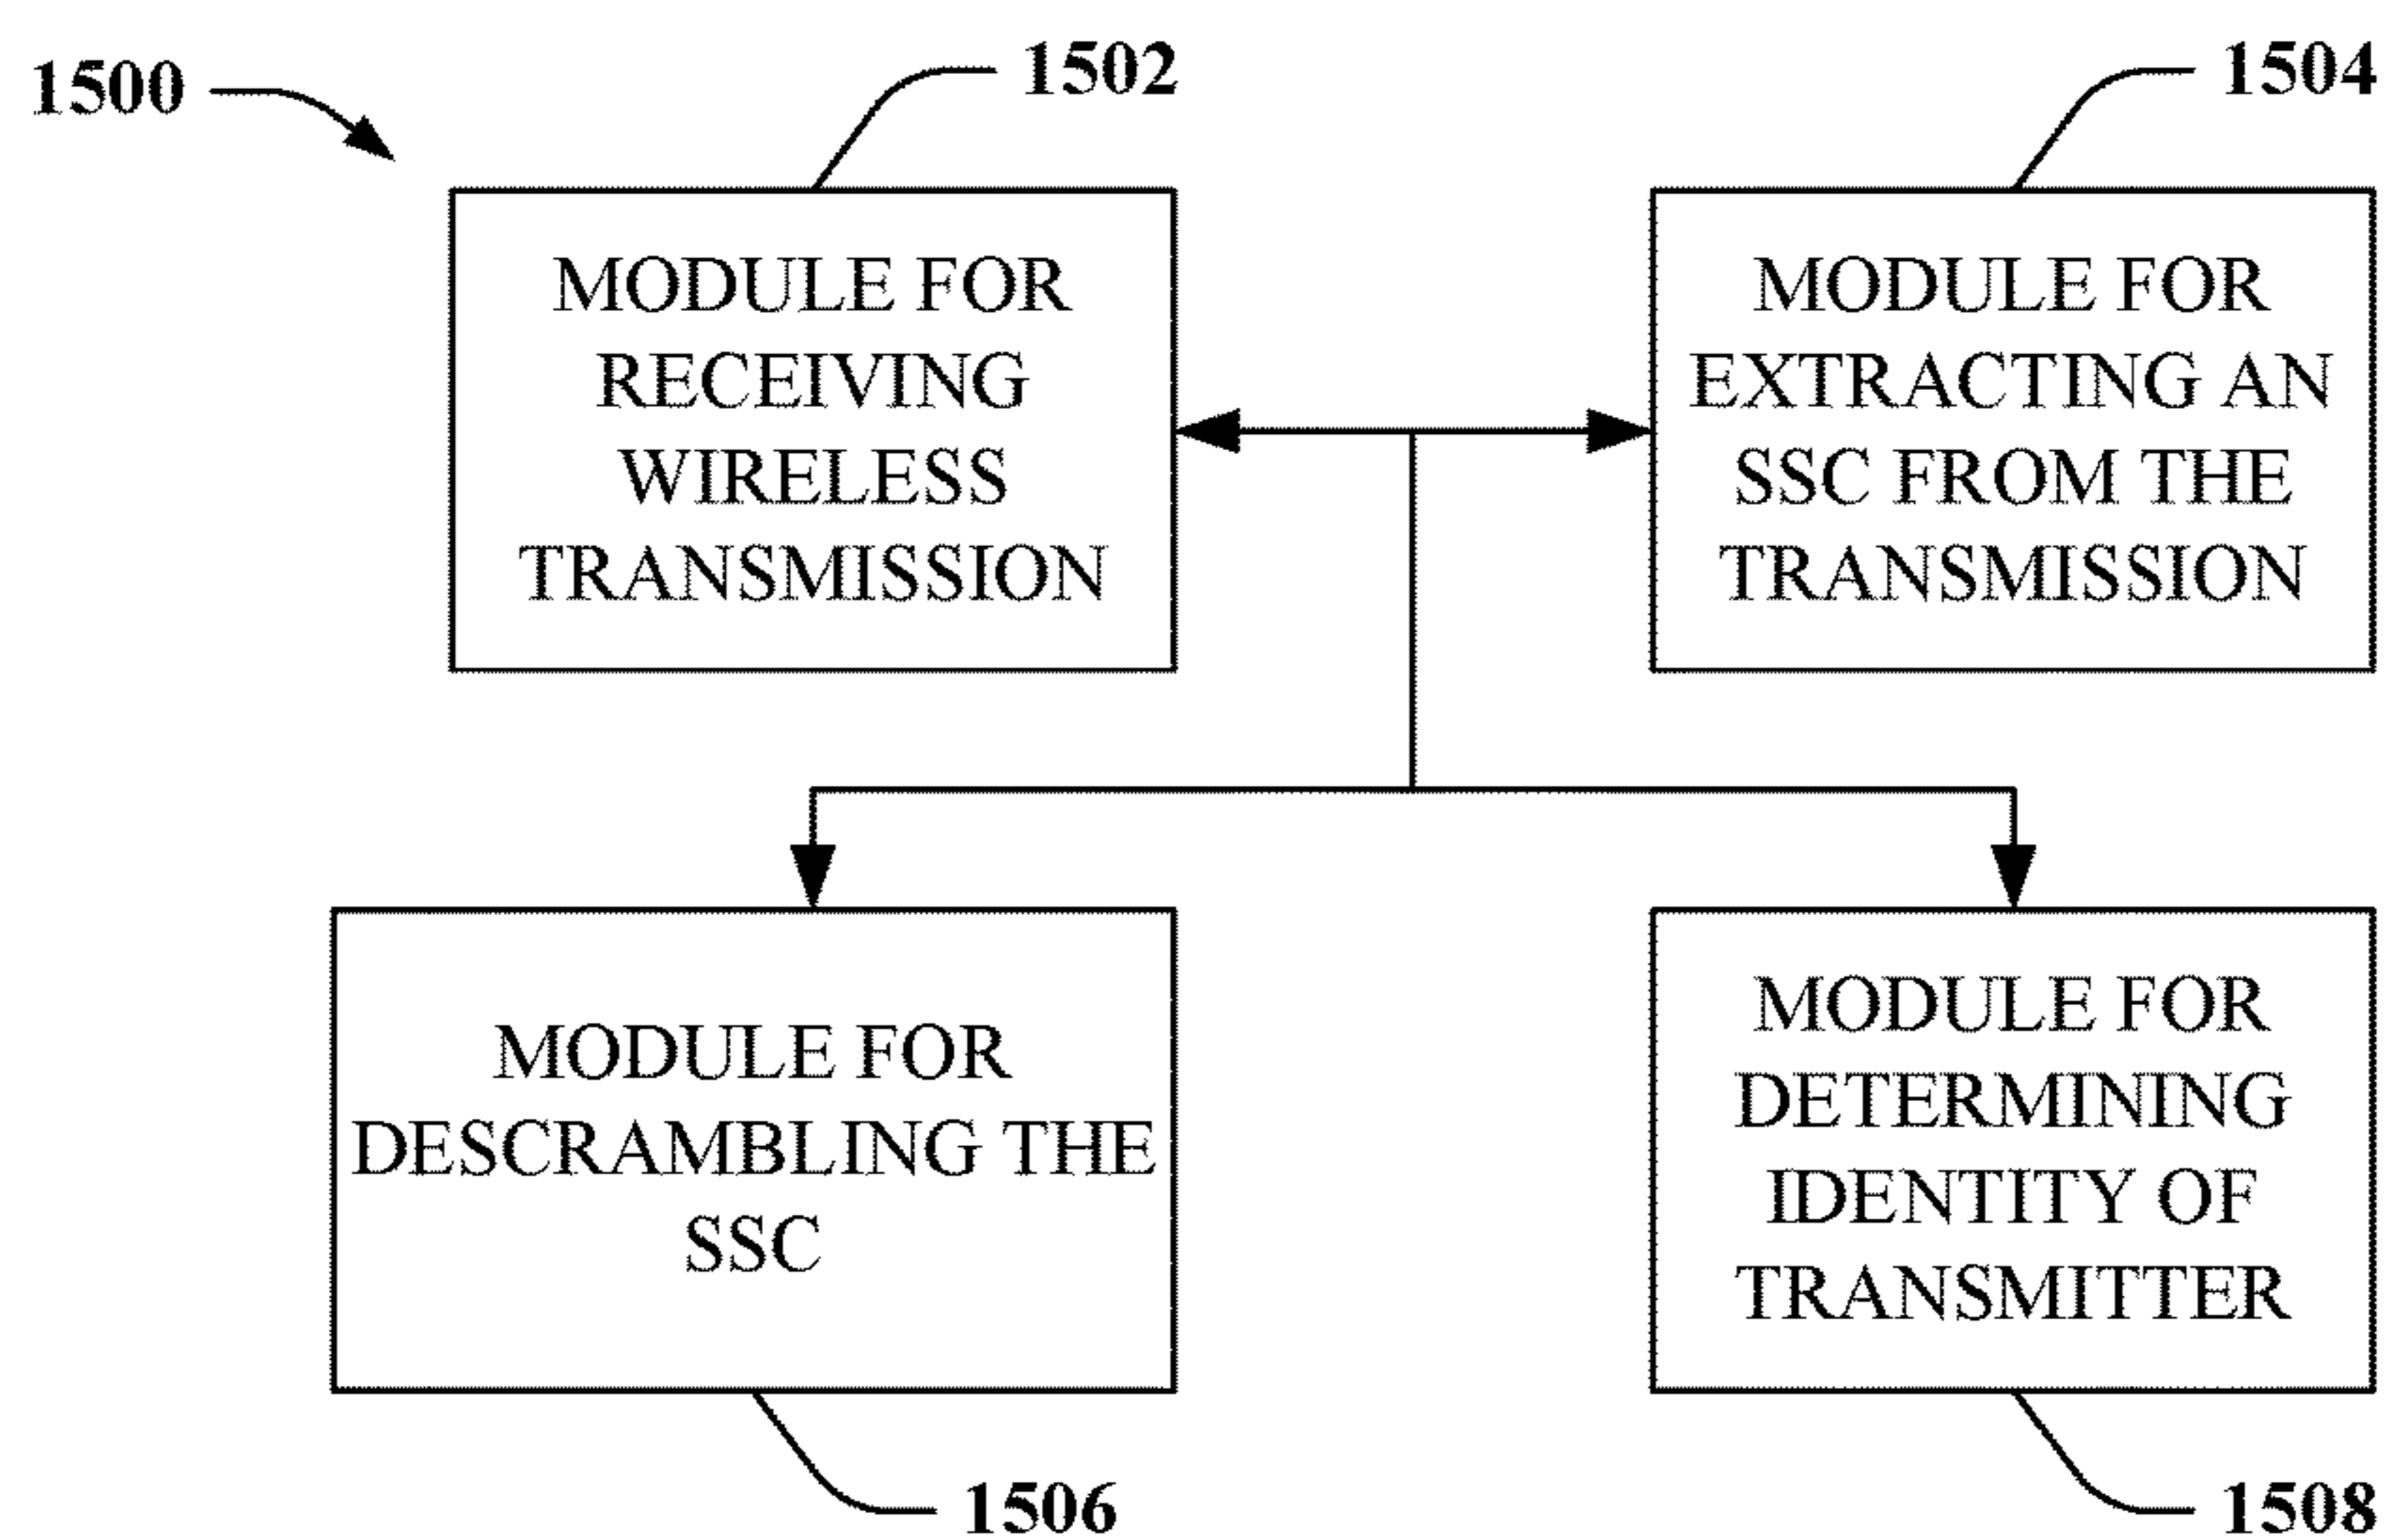 1500
1502
1504
MODULE FOR
RECEIVING
WIRELESS
TRANSMISSION
MODULE FOR
EXTRACTING AN
SSC FROM THE
TRANSMISSION
MODULE FOR
DESCRAMBLING THE
SSC
MODULE FOR
DETERMINING
IDENTITY OF
TRANSMITTER
1506
1508